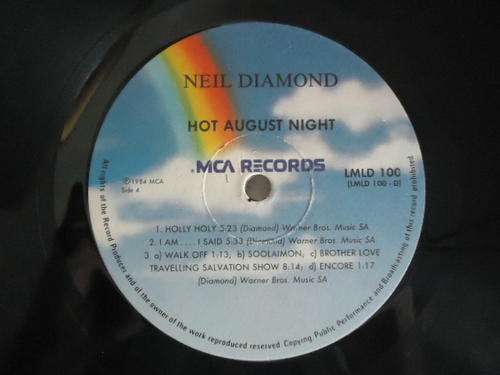 NEIL DIAMOND
HOT AUGUST NIGHT
MCA RECORDS
℗1984 MCA
Side 4
LMLD 100
(LMLD 100 - D)
1. HOLLY HOLY 5:23 (Diamond) Warner Bros. Music SA
2. I AM . . . . I SAID 5:33 (Diamond) Warner Bros. Music SA
3. a) WALK OFF 1:13, b) SOOLAIMON, c) BROTHER LOVE
TRAVELLING SALVATION SHOW 8:14; d) ENCORE 1:17
(Diamond) Warner Bros. Music SA
All rights of the Record Producers and of the owner of the work reproduced reserved. Copying, Public Performance and Broadcasting of this record prohibited.